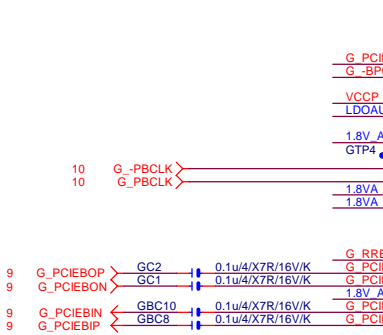 G_PCI
G_-BP
VCCP
LDOAU
1.8V_A
GTP4
10 G_-PBCLK
10 G_PBCLK
1.8VA
1.8VA
G_RRE
9 G_PCIEBOP GC2 0.1u/4/X7R/16V/K G_PCI
9 G_PCIEBON GC1 0.1u/4/X7R/16V/K G_PCI
1.8V_A
9 G_PCIEBIN GBC10 0.1u/4/X7R/16V/K G_PCI
9 G_PCIEBIP GBC8 0.1u/4/X7R/16V/K G_PCI